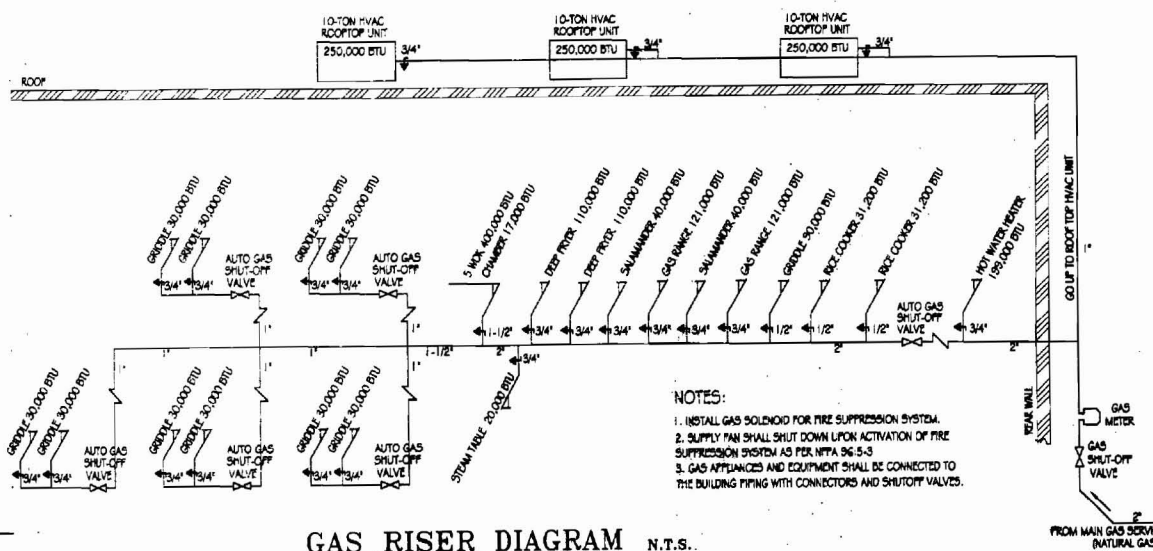 10-TON HVAC
ROOFTOP UNIT
250,000 BTU
3/4"
10-TON HVAC
ROOFTOP UNIT
250,000 BTU
3/4"
10-TON HVAC
ROOFTOP UNIT
250,000 BTU
3/4"
ROOF
GRIDDLE 30,000 BTU
GRIDDLE 30,000 BTU
3/4"
3/4"
AUTO GAS
SHUT-OFF
VALVE
1"
GRIDDLE 30,000 BTU
GRIDDLE 30,000 BTU
3/4"
3/4"
AUTO GAS
SHUT-OFF
VALVE
1"
5 WOK 400,000 BTU
CHAMBER 17,000 BTU
1-1/2"
DEEP FRYER 110,000 BTU
3/4"
DEEP FRYER 110,000 BTU
3/4"
SALAMANDER 40,000 BTU
3/4"
GAS RANGE 121,000 BTU
3/4"
SALAMANDER 40,000 BTU
3/4"
GAS RANGE 121,000 BTU
3/4"
GRIDDLE 90,000 BTU
1/2"
RICE COOKER 31,200 BTU
1/2"
RICE COOKER 31,200 BTU
1/2"
AUTO GAS
SHUT-OFF
VALVE
HOT WATER HEATER
199,000 BTU
3/4"
GO UP TO ROOF TOP HVAC UNIT
1"
1"
1"
1"
1"
1"
1-1/2"
2"
2"
2"
3/4"
STEAM TABLE 20,000 BTU
GRIDDLE 30,000 BTU
GRIDDLE 30,000 BTU
3/4"
3/4"
AUTO GAS
SHUT-OFF
VALVE
GRIDDLE 30,000 BTU
GRIDDLE 30,000 BTU
3/4"
3/4"
AUTO GAS
SHUT-OFF
VALVE
GRIDDLE 30,000 BTU
GRIDDLE 30,000 BTU
3/4"
3/4"
AUTO GAS
SHUT-OFF
VALVE
NOTES:
1. INSTALL GAS SOLENOID FOR FIRE SUPPRESSION SYSTEM.
2. SUPPLY FAN SHALL SHUT DOWN UPON ACTIVATION OF FIRE
SUPPRESSION SYSTEM AS PER NFPA 96:5-3
3. GAS APPLIANCES AND EQUIPMENT SHALL BE CONNECTED TO
THE BUILDING PIPING WITH CONNECTORS AND SHUTOFF VALVES.
REAR WALL
GAS
METER
GAS
SHUT-OFF
VALVE
2"
FROM MAIN GAS SERVI
(NATURAL GAS
GAS RISER DIAGRAM N.T.S.